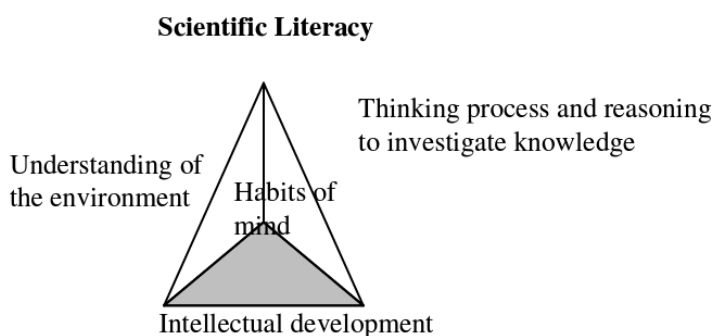 Scientific Literacy
Thinking process and reasoning
to investigate knowledge
Understanding of
the environment
Habits of
mind
Intellectual development